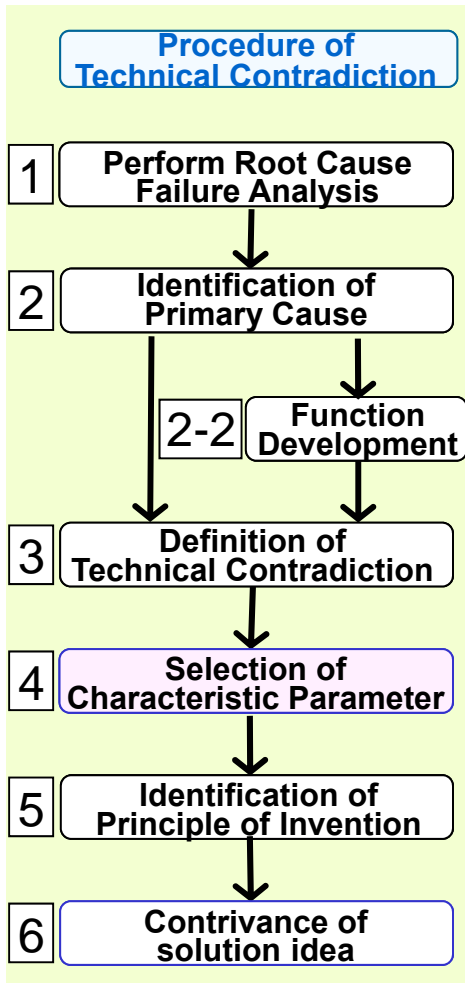 Procedure of
Technical Contradiction
1
Perform Root Cause
Failure Analysis
2
Identification of
Primary Cause
2-2
Function
Development
3
Definition of
Technical Contradiction
4
Selection of
Characteristic Parameter
5
Identification of
Principle of Invention
6
Contrivance of
solution idea